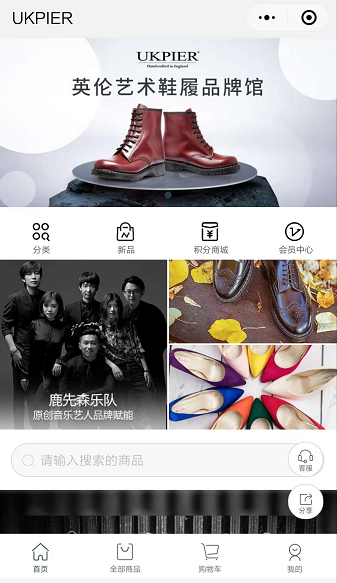 UKPIER
UKPIER®
Handcrafted in England
英伦艺术鞋履品牌馆
分类
新品
积分商城
会员中心
鹿先森乐队
原创音乐艺人品牌赋能
请输入搜索的商品
客服
分享
首页
全部商品
购物车
我的